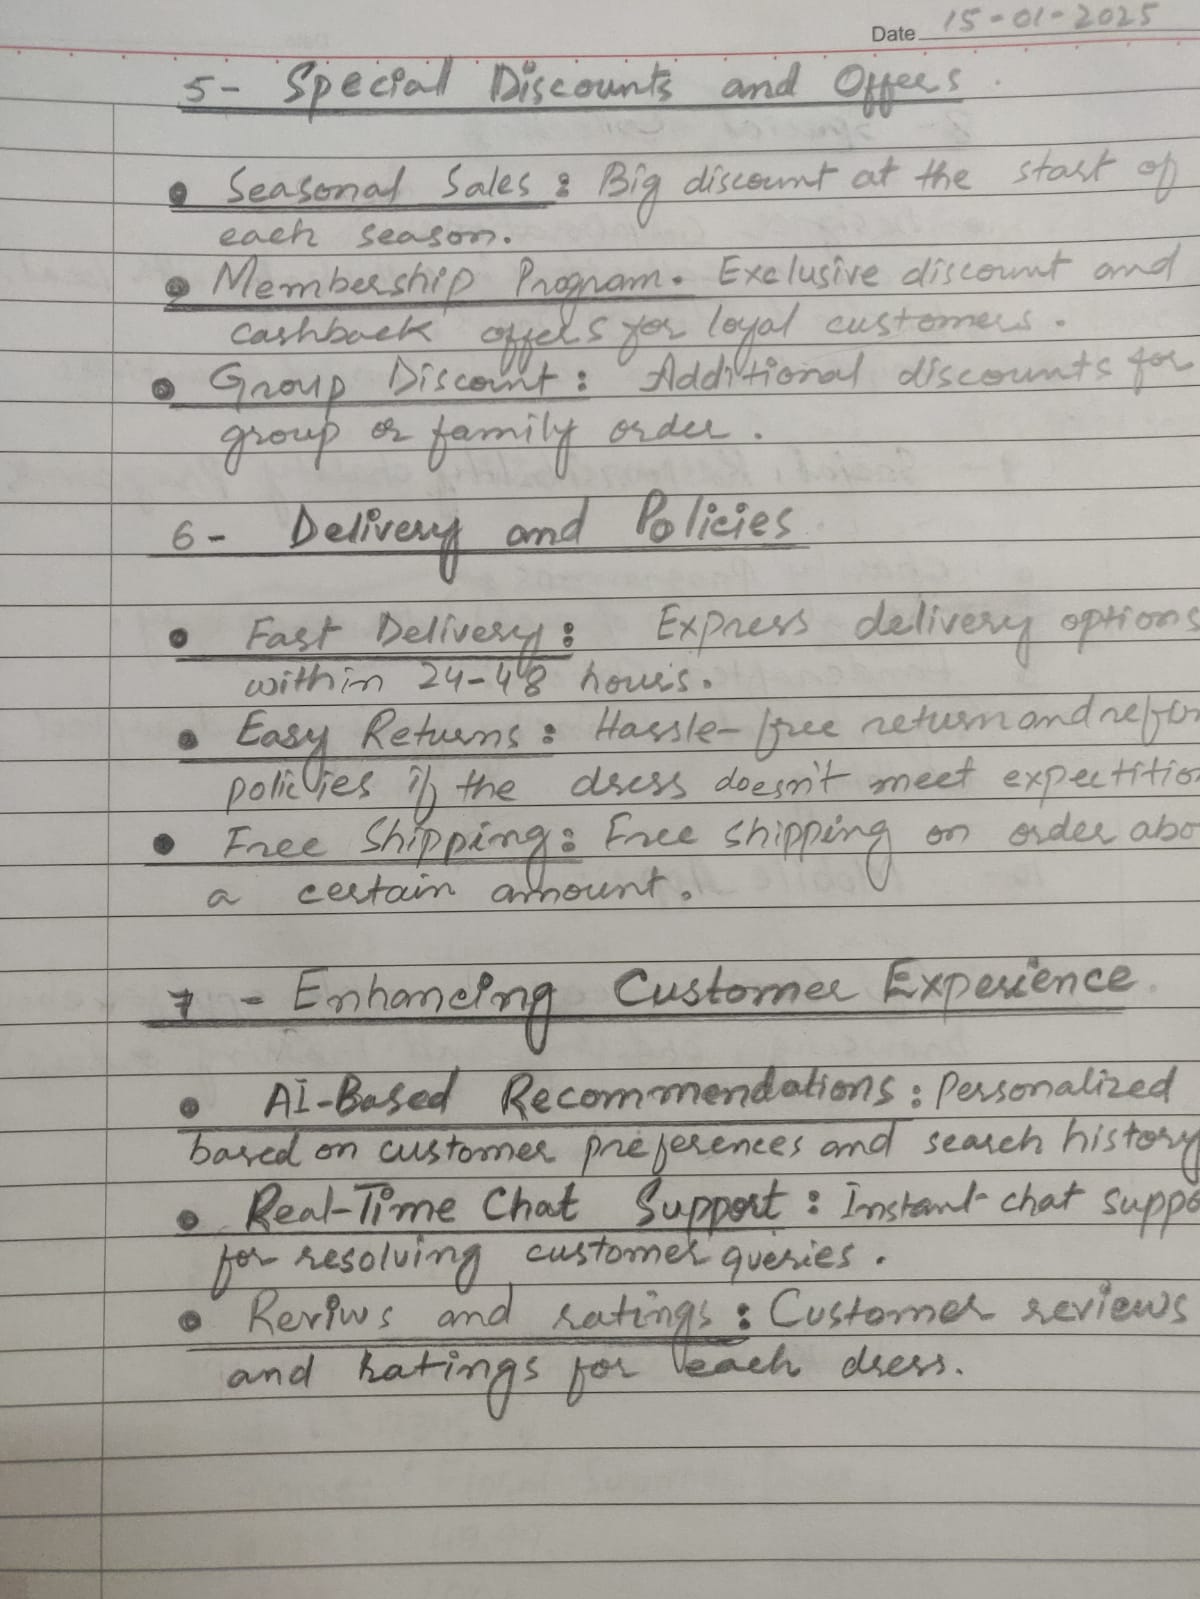 Date 15-01-2025
5- Special Discounts and Offers.
• Seasonal Sales: Big discount at the start of
each season.
• Membership Program. Exclusive discount and
cashback offers for loyal customers.
• Group Discount: Additional discounts for
group or family order.
6- Delivery and Policies
• Fast Delivery: Express delivery options
within 24-48 hours.
• Easy Returns: Hassle-free return and refun
policies if the dress doesn't meet expectitio
• Free Shipping: Free shipping on order abo
a certain amount.
7 - Enhancing Customer Experience.
• AI-Based Recommendations: Personalized
based on customer preferences and search history
• Real-Time Chat Support: Instant chat suppo
for resolving customer queries.
• Reviws and ratings: Customer reviews
and ratings for each dress.